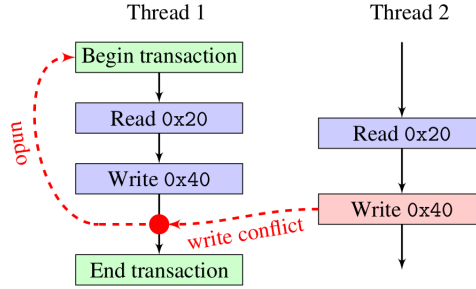 Thread 1
Thread 2
Begin transaction
Read 0x20
Read 0x20
Write 0x40
Write 0x40
undo
write conflict
End transaction